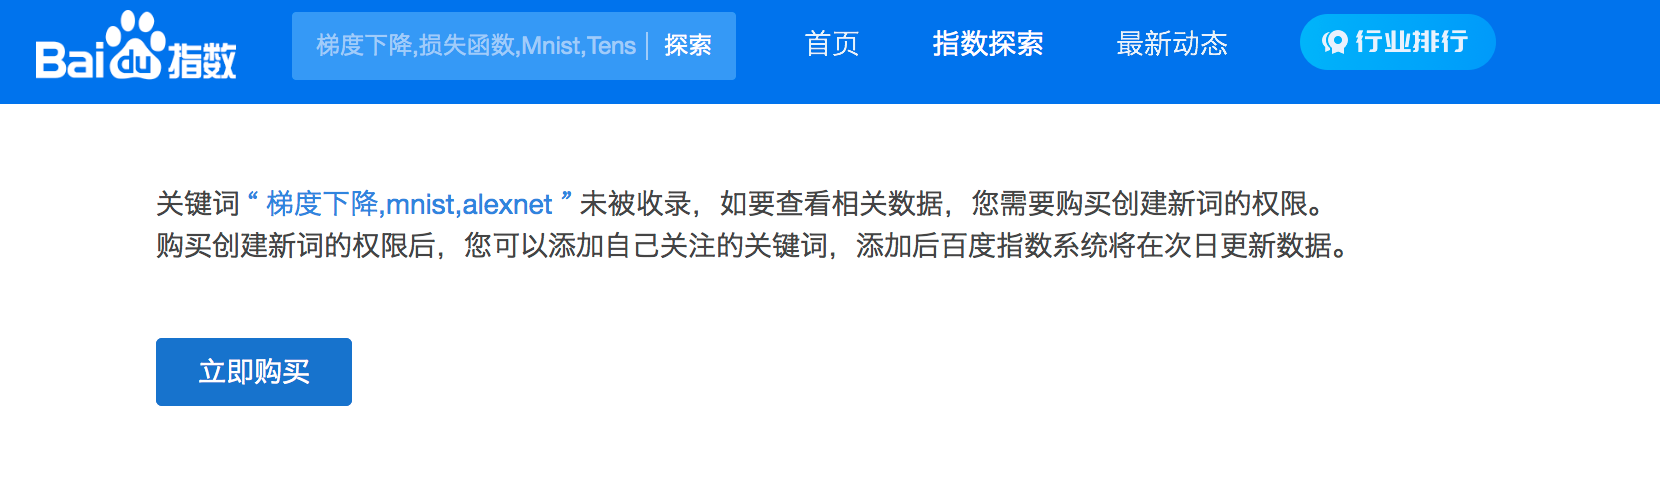 Baidu指数
梯度下降,损失函数,Mnist,Tens
探索
首页
指数探索
最新动态
行业排行
关键词“梯度下降,mnist,alexnet”未被收录，如要查看相关数据，您需要购买创建新词的权限。
购买创建新词的权限后，您可以添加自己关注的关键词，添加后百度指数系统将在次日更新数据。
立即购买